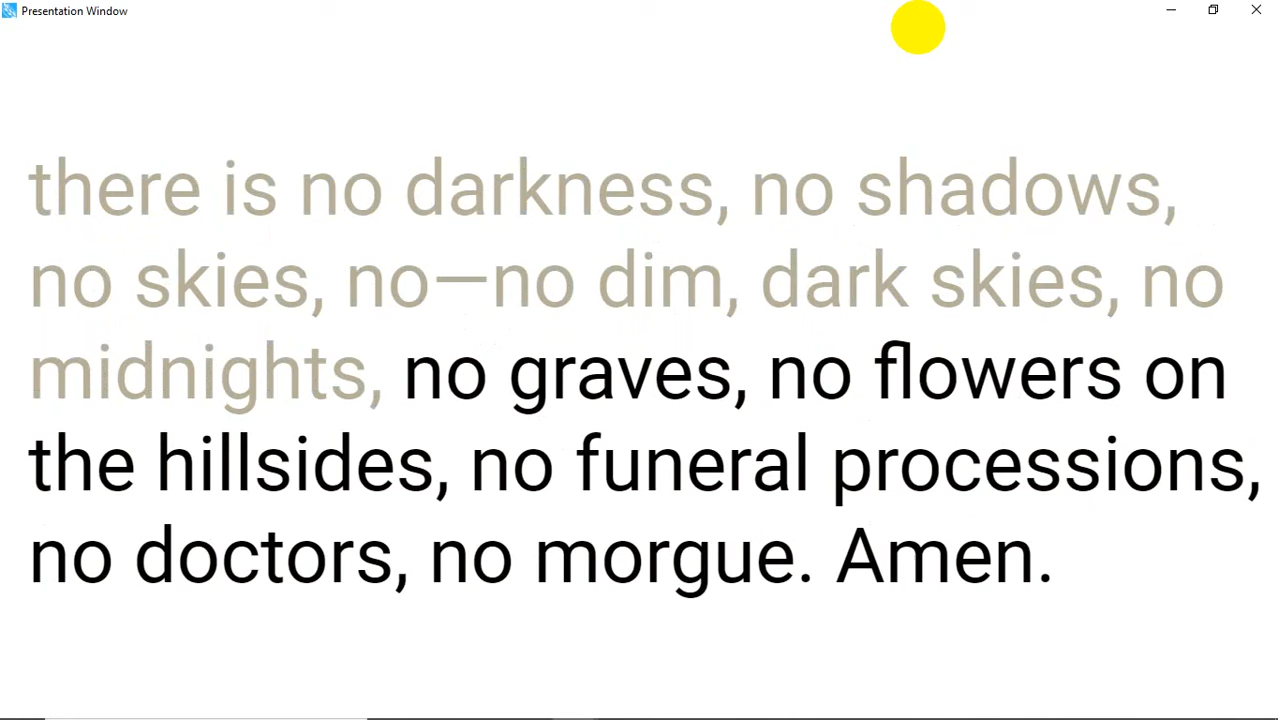 Presentation Window
there is no darkness, no shadows,
no skies, no—no dim, dark skies, no
midnights, no graves, no flowers on
the hillsides, no funeral processions,
no doctors, no morgue. Amen.